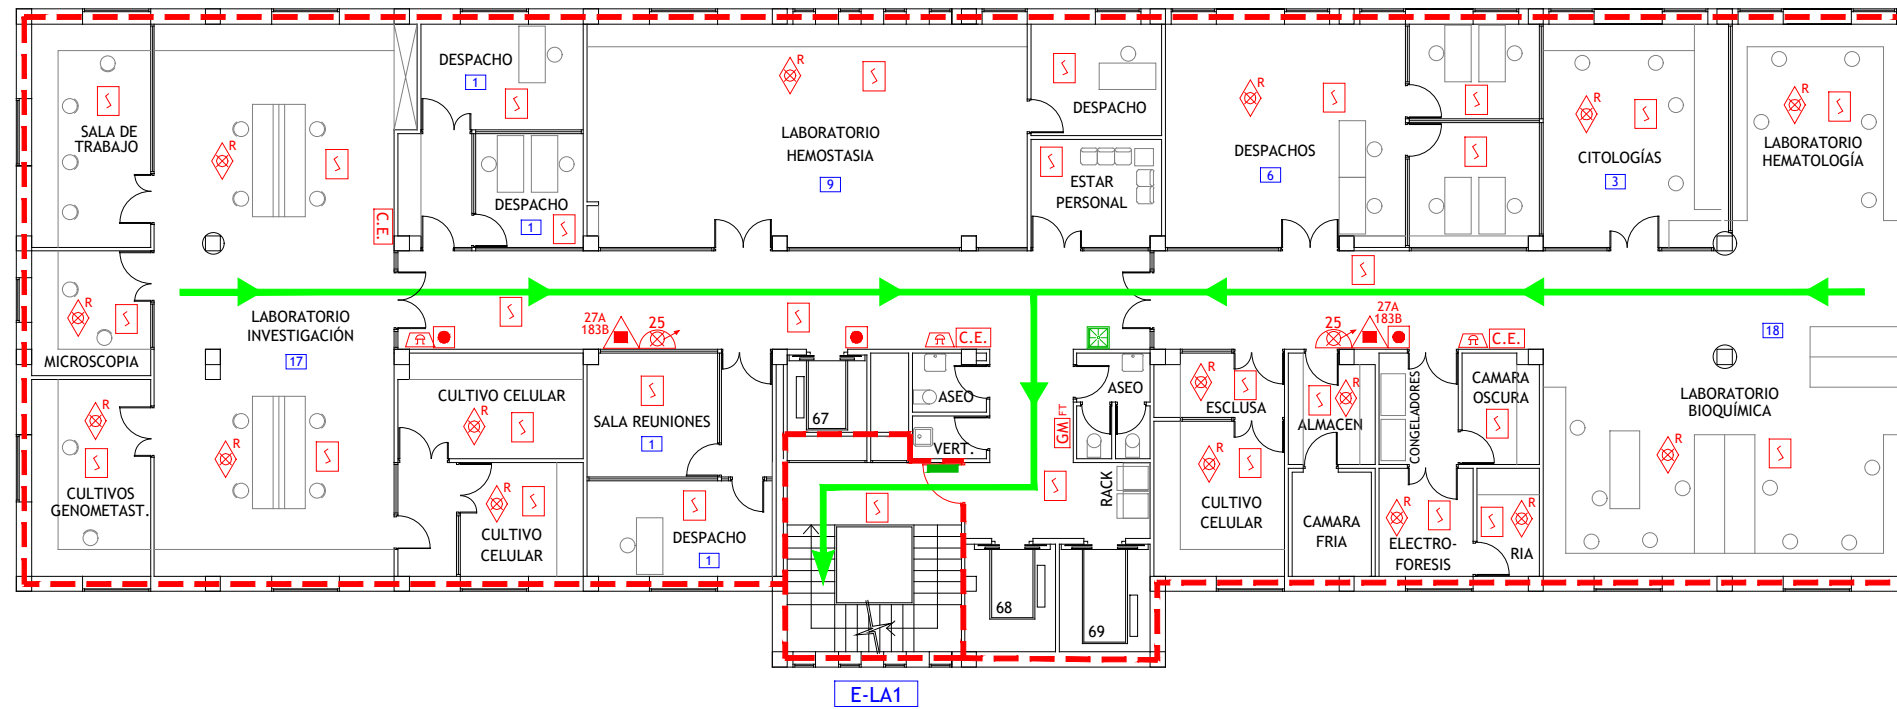 SALA DE
TRABAJO
R
C.E.
DESPACHO
1
DESPACHO
1
R
LABORATORIO
HEMOSTASIA
9
DESPACHO
ESTAR
PERSONAL
R
DESPACHOS
6
R
CITOLOGÍAS
3
R
LABORATORIO
HEMATOLOGÍA
R
MICROSCOPIA
LABORATORIO
INVESTIGACIÓN
17
27A
183B
25
C.E.
25
27A
183B
C.E.
18
R
CULTIVOS
GENOMETAST.
R
CULTIVO CELULAR
R
R
CULTIVO
CELULAR
SALA REUNIONES
1
DESPACHO
1
67
ASEO
VERT.
GMFT
ASEO
RACK
68
69
R
ESCLUSA
R
CULTIVO
CELULAR
R
ALMACEN
CAMARA
FRIA
CONGELADORES
CAMARA
OSCURA
R
ELECTRO-
FORESIS
R
RIA
LABORATORIO
BIOQUÍMICA
R
E-LA1